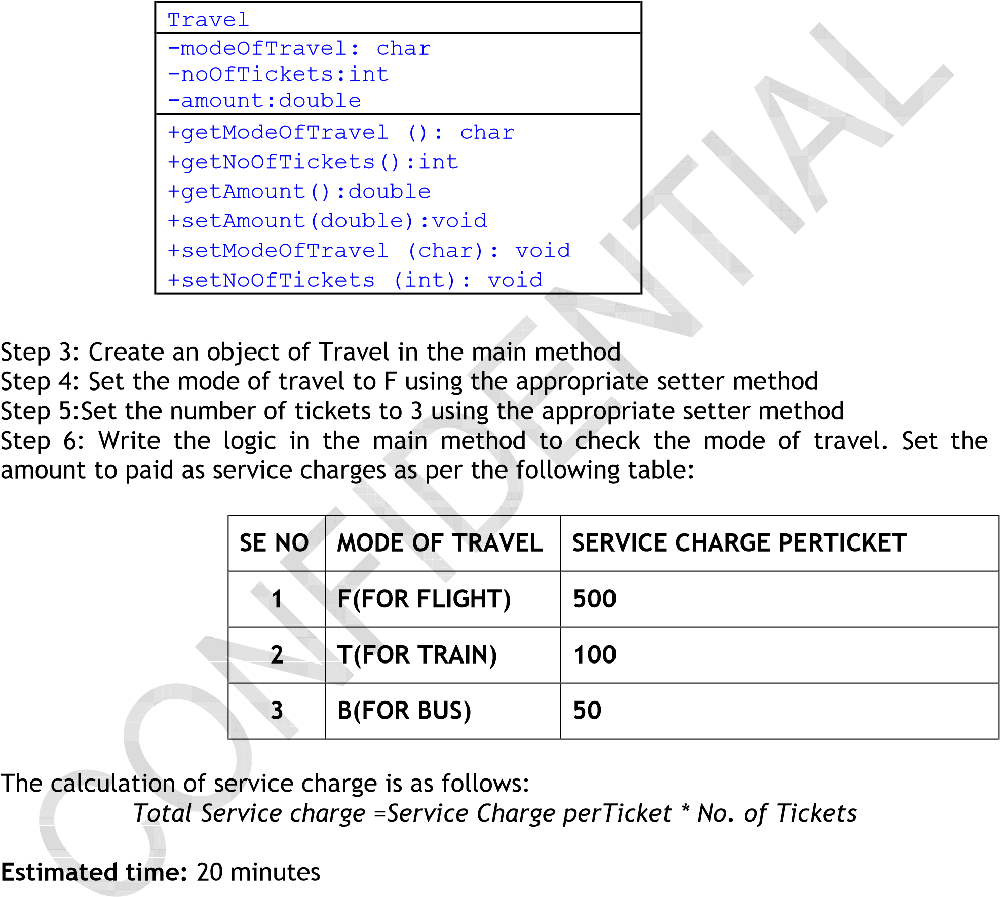 Travel
-modeOfTravel: char
-noOfTickets:int
-amount:double
+getModeOfTravel (): char
+getNoOfTickets():int
+getAmount():double
+setAmount(double):void
+setModeOfTravel (char): void
+setNoOfTickets (int): void
Step 3: Create an object of Travel in the main method
Step 4: Set the mode of travel to F using the appropriate setter method
Step 5:Set the number of tickets to 3 using the appropriate setter method
Step 6: Write the logic in the main method to check the mode of travel. Set the
amount to paid as service charges as per the following table:
SE NO MODE OF TRAVEL SERVICE CHARGE PERTICKET
1 F(FOR FLIGHT) 500
2 T(FOR TRAIN) 100
3 B(FOR BUS) 50
The calculation of service charge is as follows:
Total Service charge =Service Charge perTicket * No. of Tickets
Estimated time: 20 minutes
CONFIDENTIAL